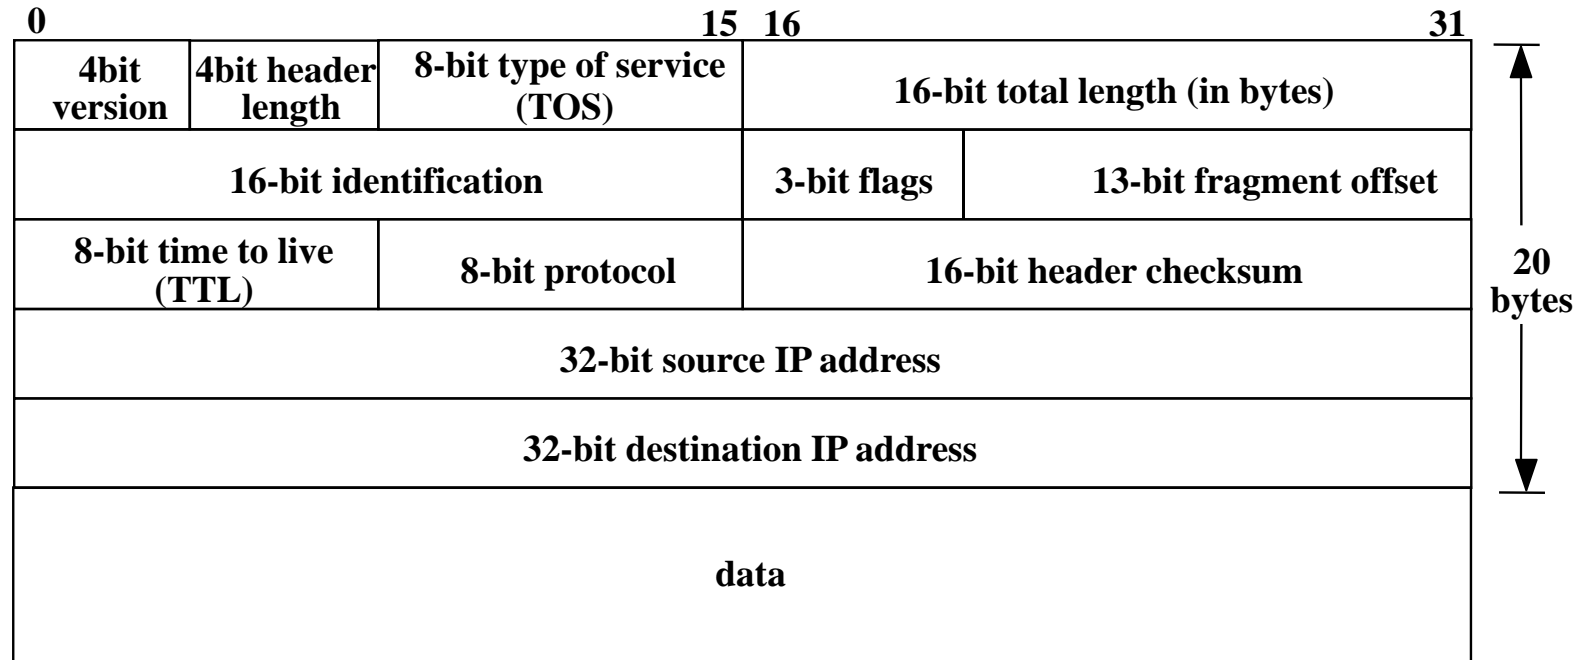 0 15 16 31
4bit version
4bit header length
8-bit type of service
(TOS)
16-bit total length (in bytes)
16-bit identification
3-bit flags
13-bit fragment offset
8-bit time to live
(TTL)
8-bit protocol
16-bit header checksum
20
bytes
32-bit source IP address
32-bit destination IP address
data